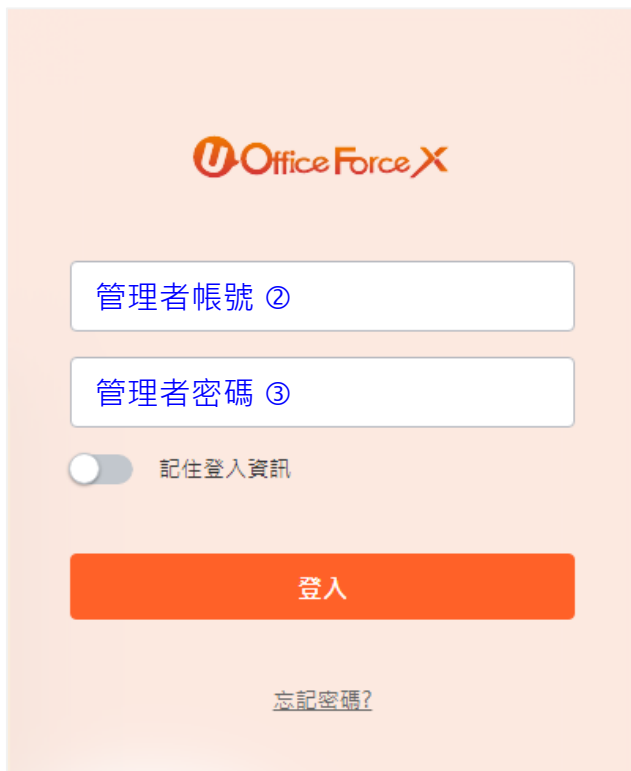 U Office Force X
管理者帳號 ②
管理者密碼 ③
記住登入資訊
登入
忘記密碼?